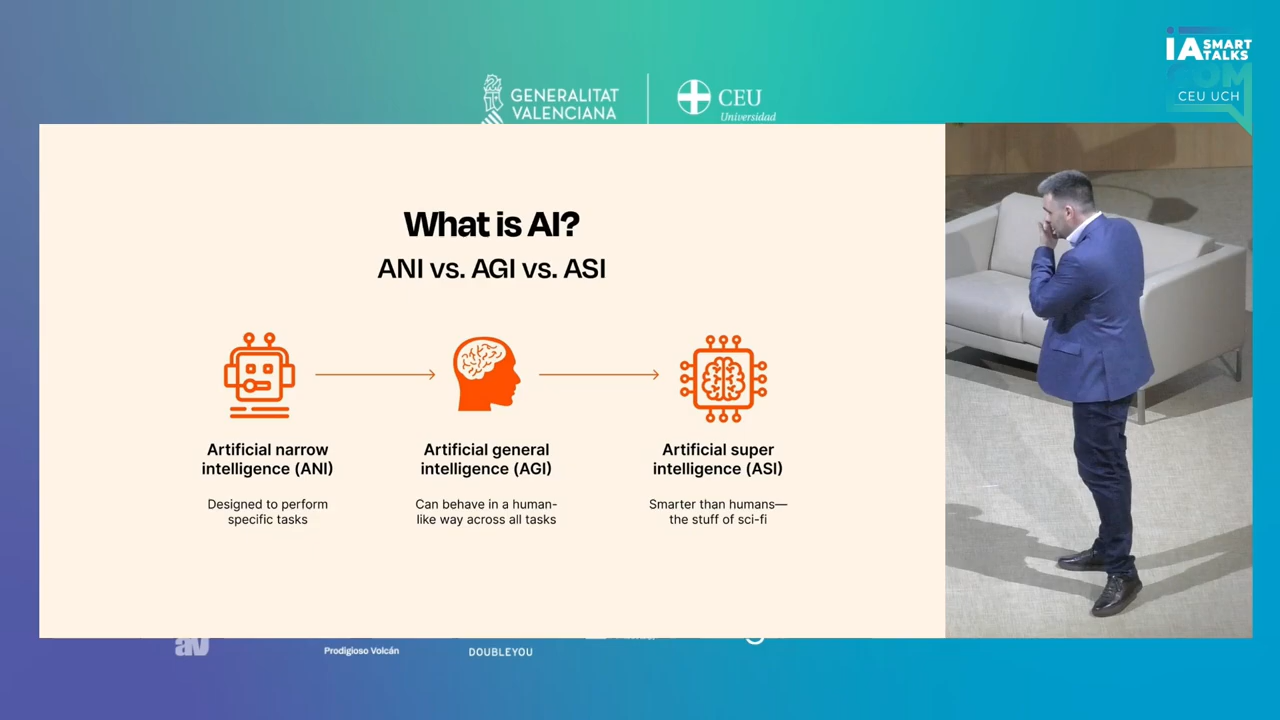 IA SMART TALKS
COM
CEU UCH
GENERALITAT
VALENCIANA
CEU
Universidad
What is AI?
ANI vs. AGI vs. ASI
Artificial narrow
intelligence (ANI)
Designed to perform
specific tasks
Artificial general
intelligence (AGI)
Can behave in a human-
like way across all tasks
Artificial super
intelligence (ASI)
Smarter than humans—
the stuff of sci-fi
Prodigioso Volcán
DOUBLEYOU